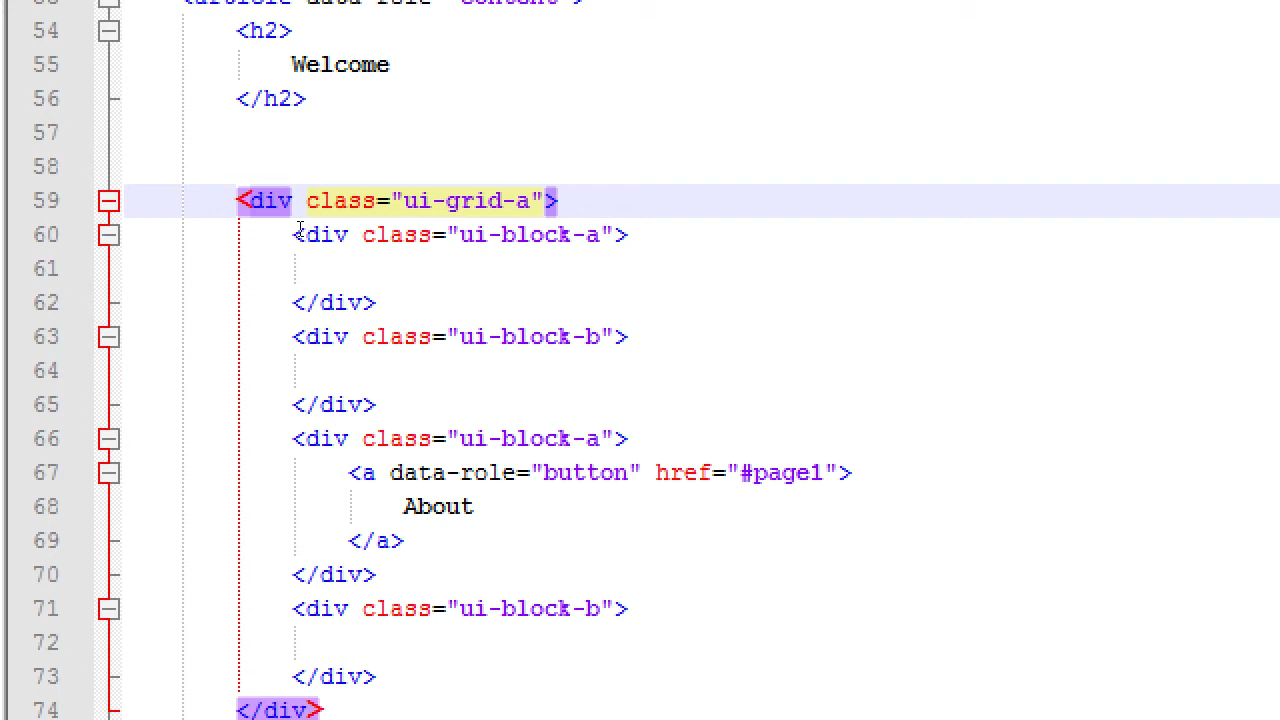 54 <h2>
55 Welcome
56 </h2>
57
58
59 <div class="ui-grid-a">
60 <div class="ui-block-a">
61
62 </div>
63 <div class="ui-block-b">
64
65 </div>
66 <div class="ui-block-a">
67 <a data-role="button" href="#page1">
68 About
69 </a>
70 </div>
71 <div class="ui-block-b">
72
73 </div>
74 </div>